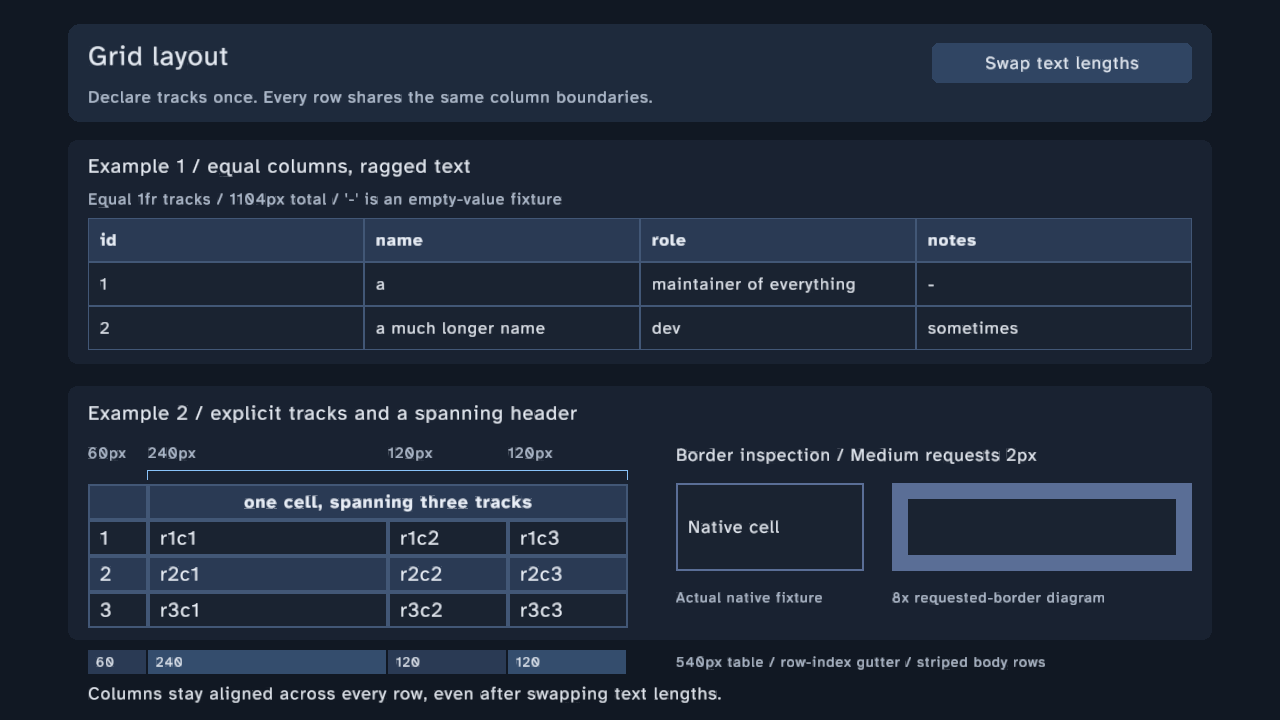 Grid layout
Swap text lengths
Declare tracks once. Every row shares the same column boundaries.
Example 1 / equal columns, ragged text
Equal 1fr tracks / 1104px total / '-' is an empty-value fixture
id name role notes
1 a maintainer of everything -
2 a much longer name dev sometimes
Example 2 / explicit tracks and a spanning header
60px 240px 120px 120px
one cell, spanning three tracks
1 r1c1 r1c2 r1c3
2 r2c1 r2c2 r2c3
3 r3c1 r3c2 r3c3
60 240 120 120
Border inspection / Medium requests 2px
Native cell
Actual native fixture
8x requested-border diagram
540px table / row-index gutter / striped body rows
Columns stay aligned across every row, even after swapping text lengths.